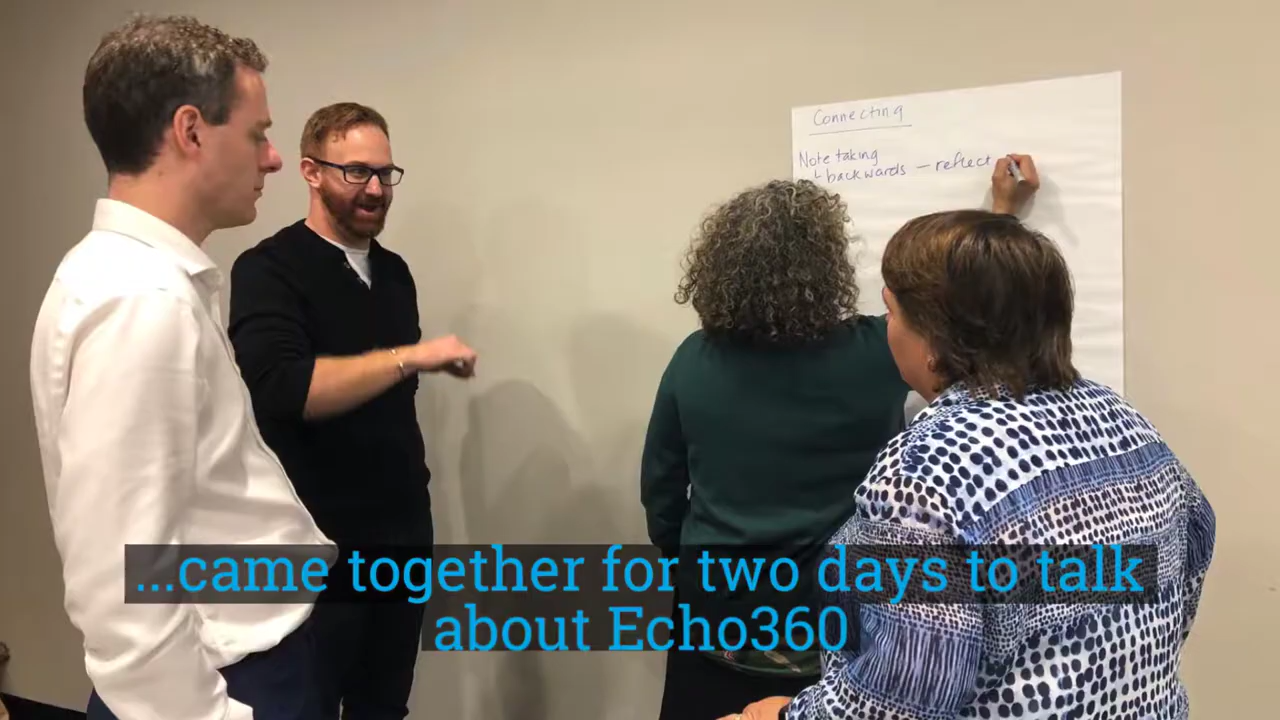 Connecting
Note taking
↳ backwards — reflect
...came together for two days to talk
about Echo360